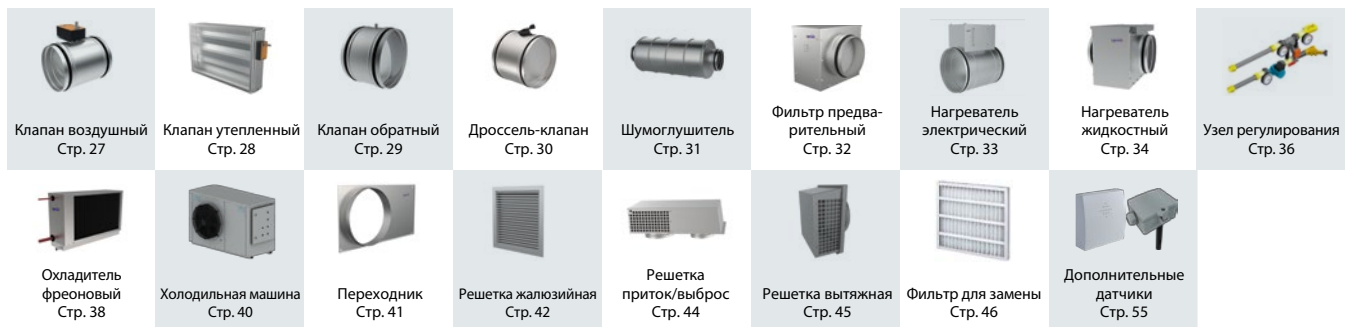 Клапан воздушный
Стр. 27
Клапан утепленный
Стр. 28
Клапан обратный
Стр. 29
Дроссель-клапан
Стр. 30
Шумоглушитель
Стр. 31
Фильтр предва-
рительный
Стр. 32
Нагреватель
электрический
Стр. 33
Нагреватель
жидкостный
Стр. 34
Узел регулирования
Стр. 36
Охладитель
фреоновый
Стр. 38
Холодильная машина
Стр. 40
Переходник
Стр. 41
Решетка жалюзийная
Стр. 42
Решетка
приток/выброс
Стр. 44
Решетка вытяжная
Стр. 45
Фильтр для замены
Стр. 46
Дополнительные
датчики
Стр. 55